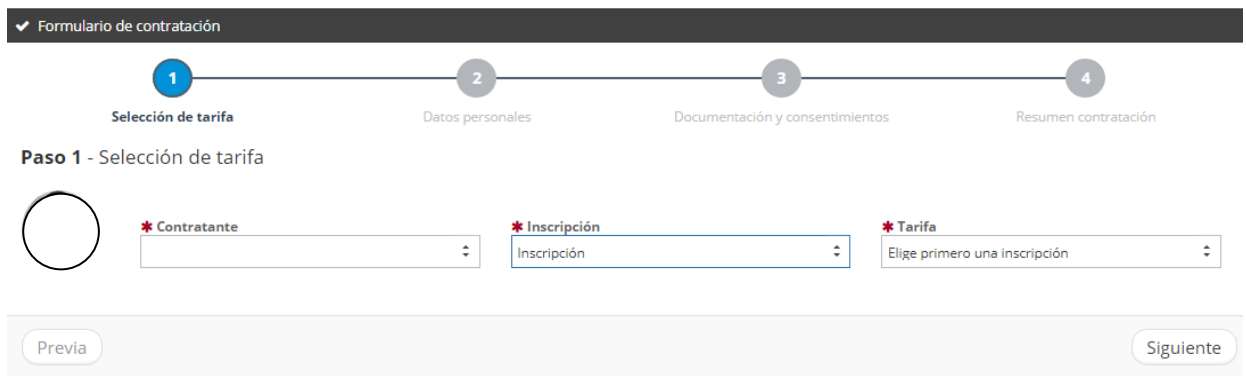 ✔ Formulario de contratación
1 2 3 4
Selección de tarifa Datos personales Documentación y consentimientos Resumen contratación
Paso 1 - Selección de tarifa
✱ Contratante ✱ Inscripción ✱ Tarifa
Inscripción Elige primero una inscripción
Previa Siguiente